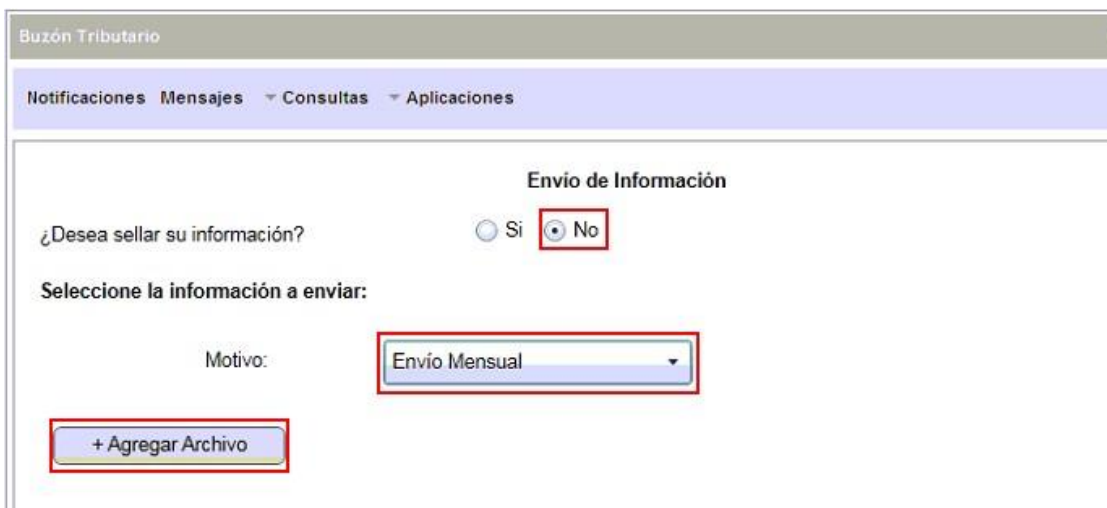 Buzón Tributario
Notificaciones Mensajes Consultas Aplicaciones
Envío de Información
¿Desea sellar su información? Si No
Seleccione la información a enviar:
Motivo: Envío Mensual
+ Agregar Archivo